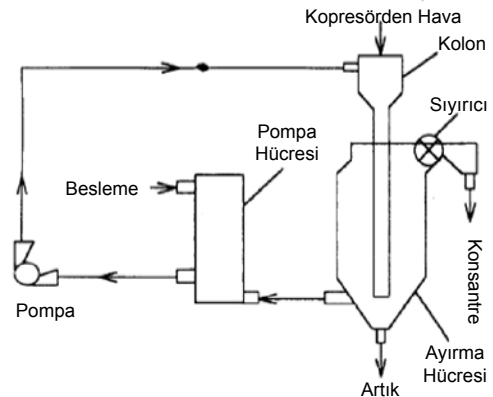 Kopresörden Hava
Kolon
Sıyırıcı
Pompa
Hücresi
Besleme
Konsantre
Pompa
Ayırma
Hücresi
Artık